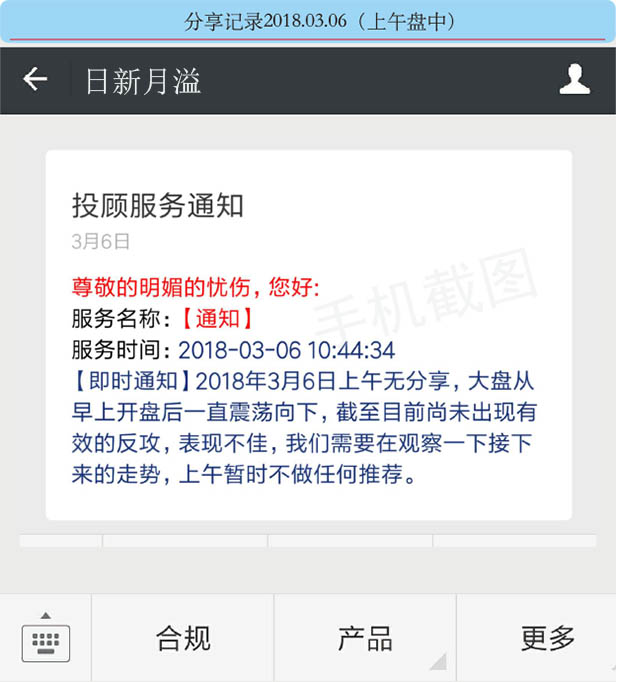 分享记录2018.03.06（上午盘中）
日新月溢
投顾服务通知
3月6日
尊敬的明媚的忧伤，您好:
服务名称：【通知】
服务时间：2018-03-06 10:44:34
【即时通知】2018年3月6日上午无分享，大盘从
早上开盘后一直震荡向下，截至目前尚未出现有
效的反攻，表现不佳，我们需要在观察一下接下
来的走势，上午暂时不做任何推荐。
手机截图
合规
产品
更多